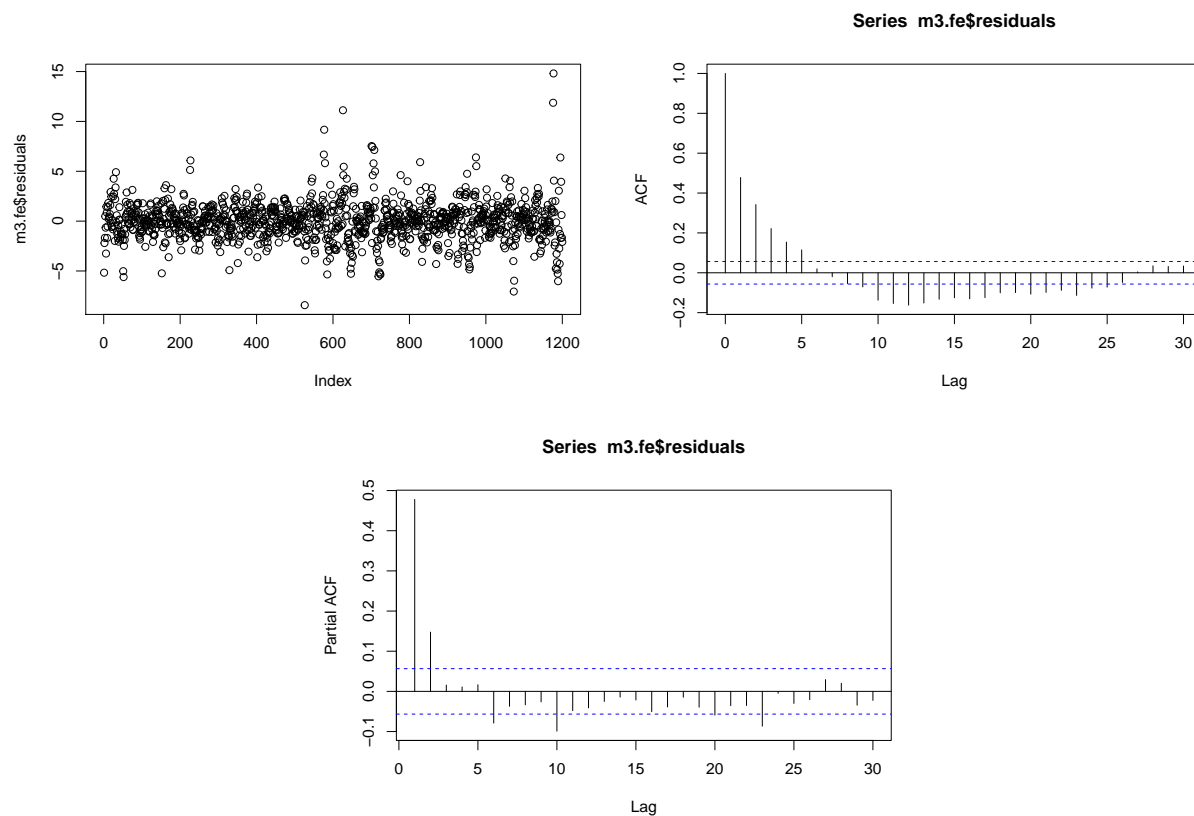 Series m3.fe$residuals
m3.fe$residuals
15
10
5
0
−5
0 200 400 600 800 1000 1200
Index
ACF
1.0
0.8
0.6
0.4
0.2
0.0
−0.2
0 5 10 15 20 25 30
Lag
Series m3.fe$residuals
Partial ACF
0.5
0.4
0.3
0.2
0.1
0.0
−0.1
0 5 10 15 20 25 30
Lag